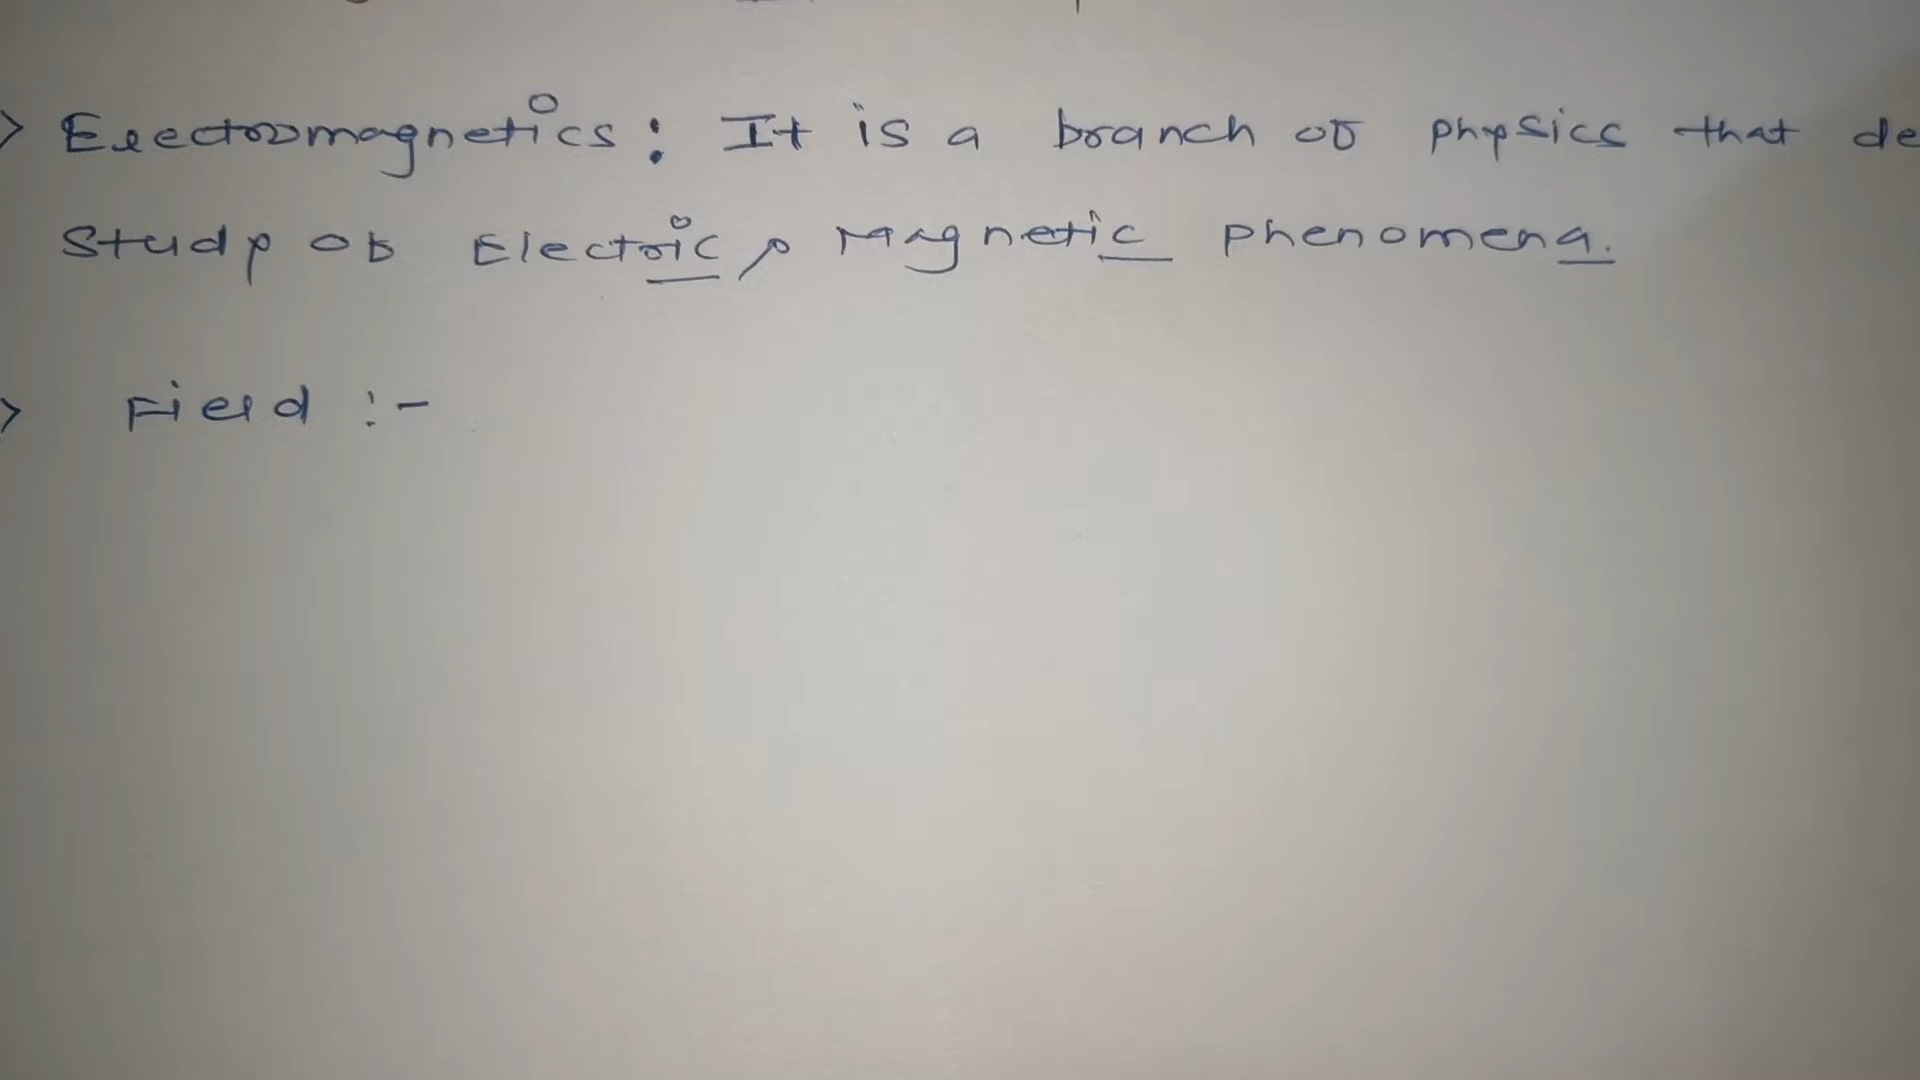 > Electromagnetics: It is a branch of physics that de
study of Electric, Magnetic phenomena.
> Field :-